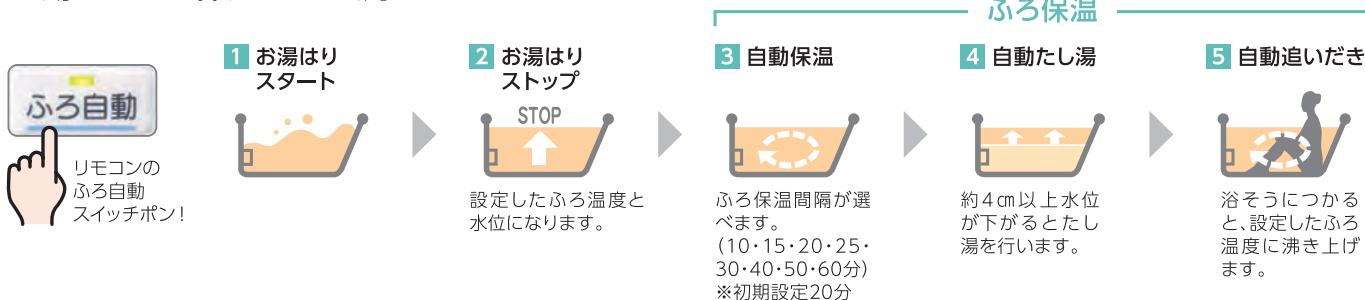 ふろ保温
ふろ自動
リモコンの
ふろ自動
スイッチポン!
1 お湯はり
スタート
2 お湯はり
ストップ
STOP
設定したふろ温度と
水位になります。
3 自動保温
ふろ保温間隔が選
べます。
(10・15・20・25・
30・40・50・60分)
※初期設定20分
4 自動たし湯
約4㎝以上水位
が下がるとたし
湯を行います。
5 自動追いだき
浴そうにつかる
と、設定したふろ
温度に沸き上げ
ます。